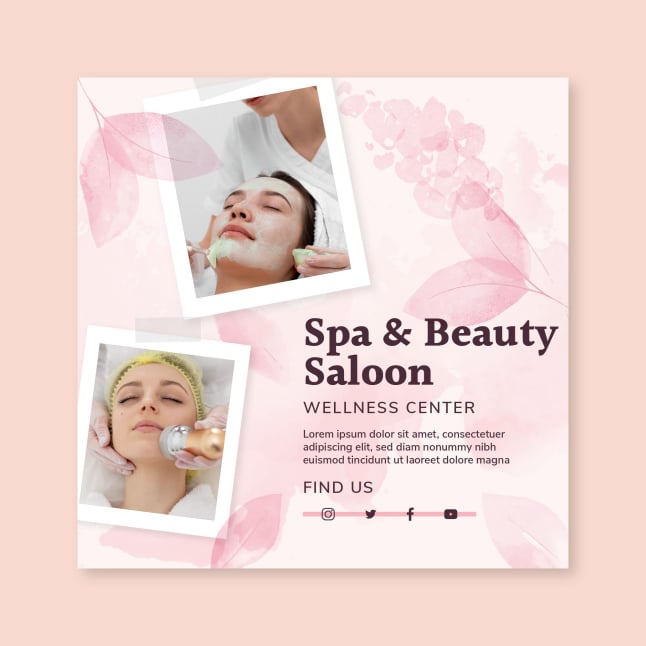 Spa & Beauty
Saloon
WELLNESS CENTER
Lorem ipsum dolor sit amet, consectetuer
adipiscing elit, sed diam nonummy nibh
euismod tincidunt ut laoreet dolore magna
FIND US